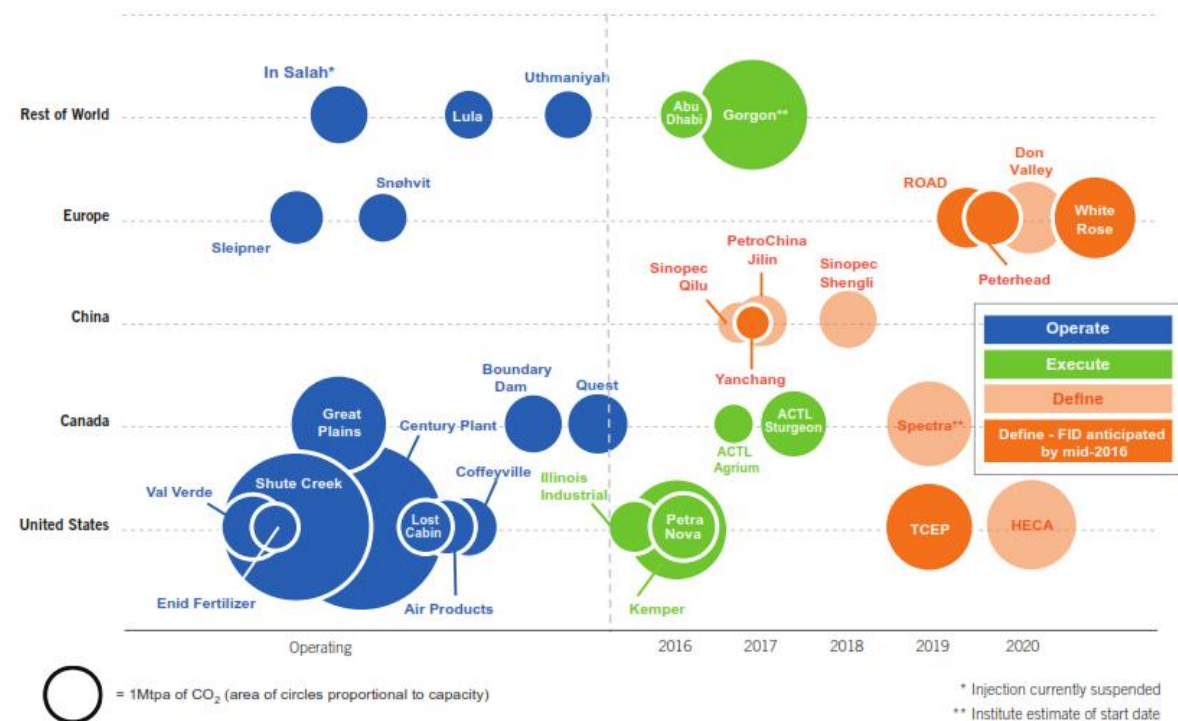 In Salah*
Uthmaniyah
Rest of World
Lula
Abu
Dhabi
Gorgon**
Don
Valley
ROAD
Snøhvit
Europe
White
Rose
Sleipner
PetroChina
Jilin
Sinopec
Qilu
Sinopec
Shengli
Peterhead
China
Operate
Execute
Define
Define - FID anticipated
by mid-2016
Yanchang
Boundary
Dam
Quest
Great
Plains
Canada
Century Plant
ACTL
Sturgeon
Spectra**
ACTL
Agrium
Coffeyville
Illinois
Industrial
Val Verde
Shute Creek
United States
Lost
Cabin
Petra
Nova
TCEP
HECA
Enid Fertilizer
Air Products
Kemper
Operating
2016
2017
2018
2019
2020
= 1Mtpa of CO₂ (area of circles proportional to capacity)
* Injection currently suspended
** Institute estimate of start date